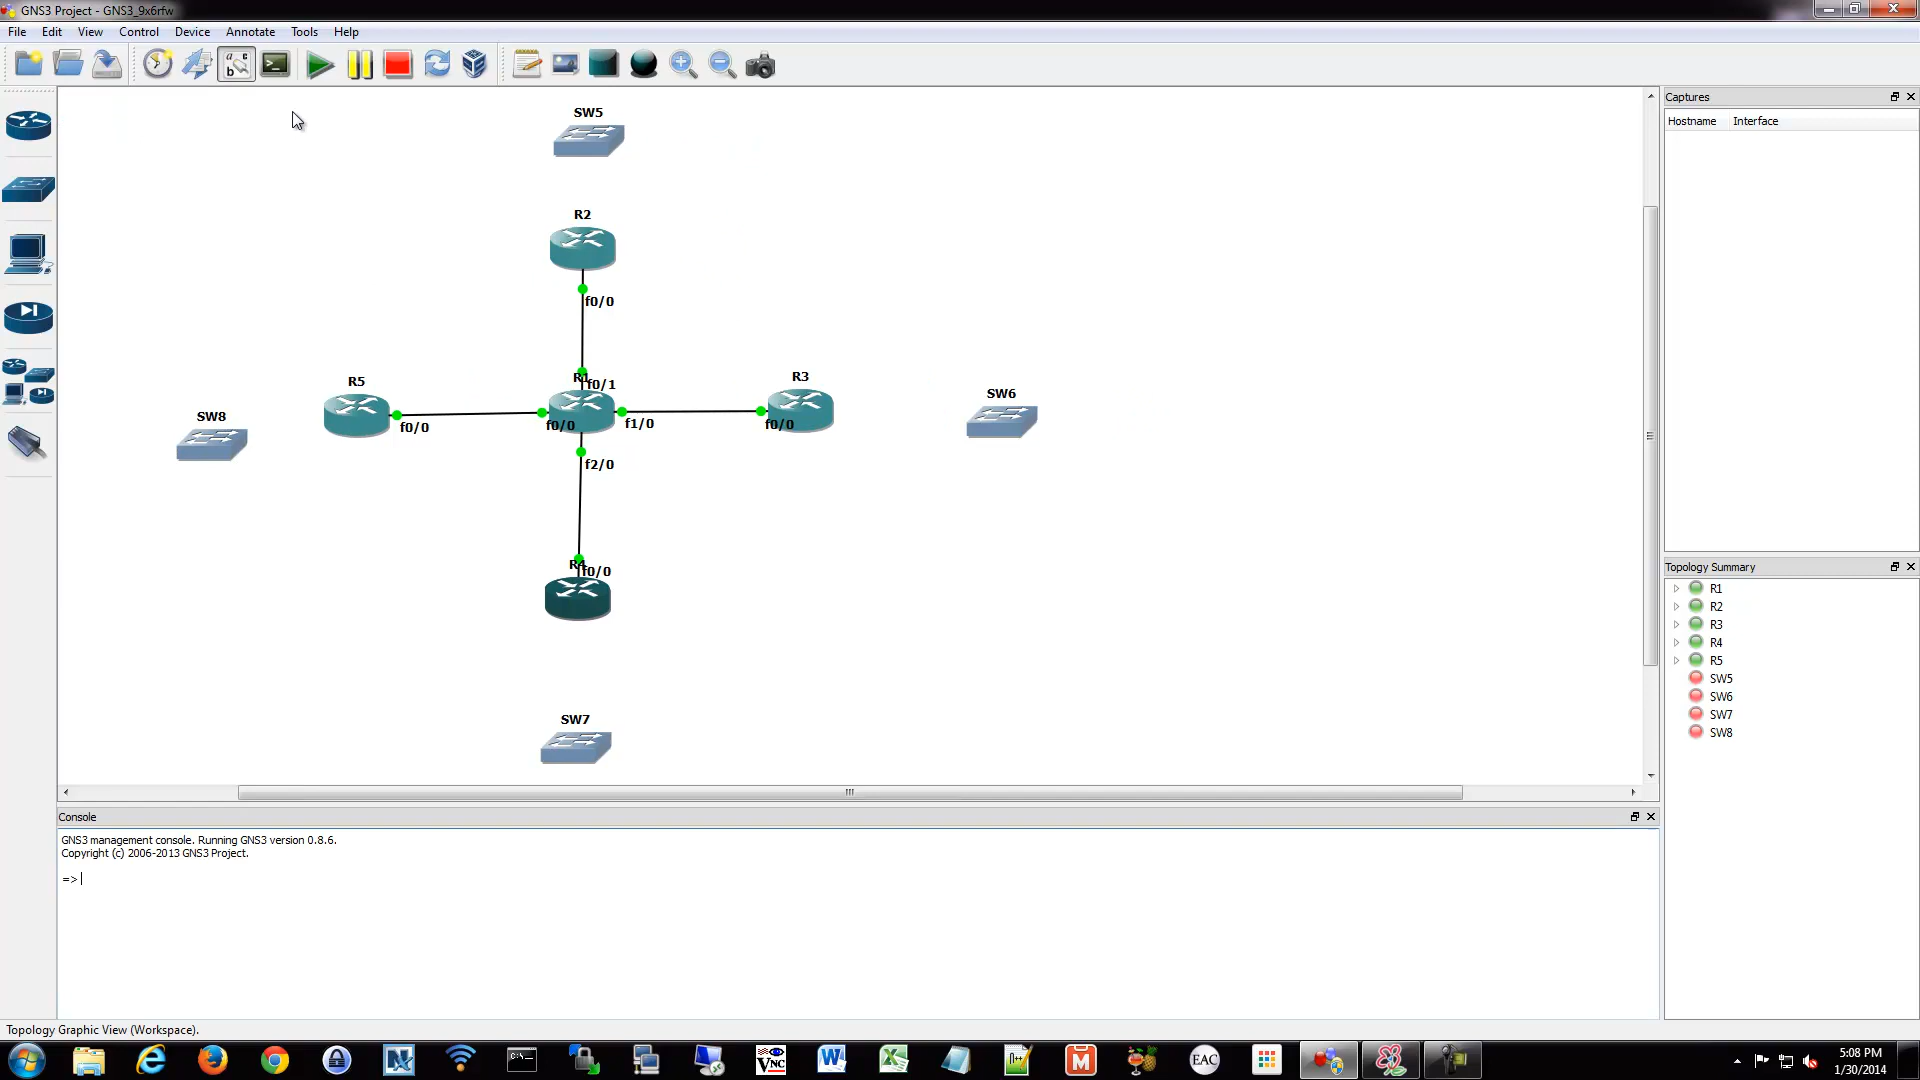 GNS3 Project - GNS3_9x6rfw
File Edit View Control Device Annotate Tools Help
Captures
Hostname Interface
SW5
R2
f0/0
R1
f0/1
R5
f0/0
f0/0
f1/0
R3
f0/0
SW6
SW8
f2/0
R4
f0/0
SW7
Topology Summary
R1
R2
R3
R4
R5
SW5
SW6
SW7
SW8
Console
GNS3 management console. Running GNS3 version 0.8.6.
Copyright (c) 2006-2013 GNS3 Project.
=>
Topology Graphic View (Workspace).
EAC
5:08 PM
1/30/2014